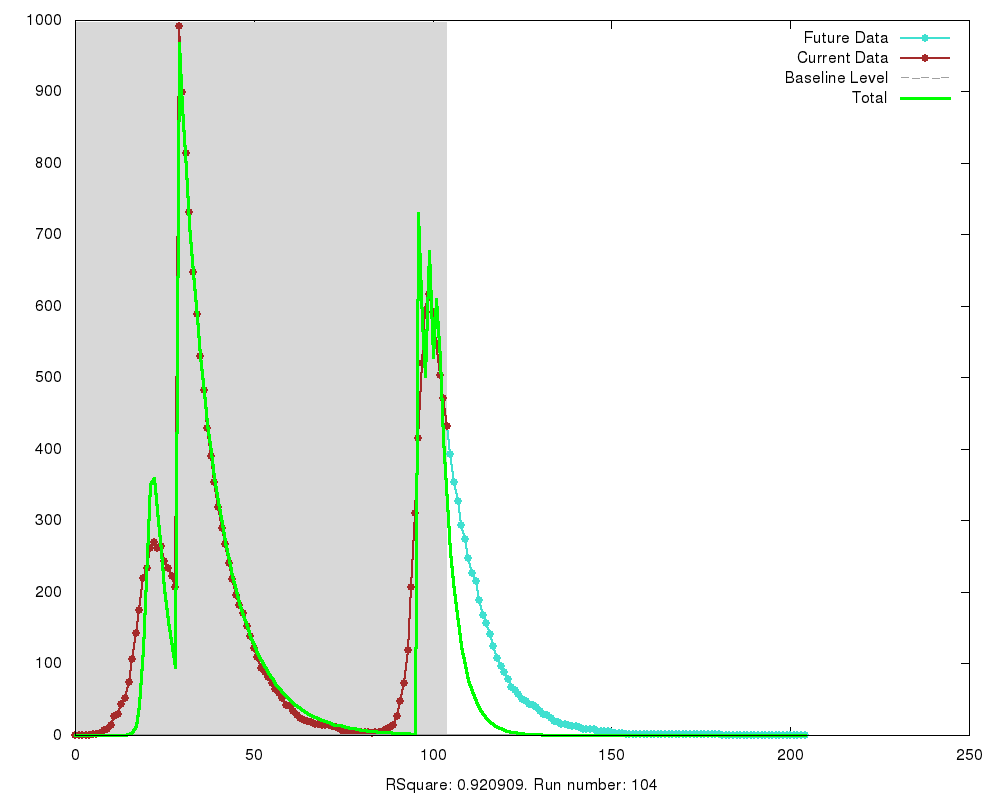 1000
900
800
700
600
500
400
300
200
100
0
Future Data
Current Data
Baseline Level
Total
0 50 100 150 200 250
RSquare: 0.920909. Run number: 104